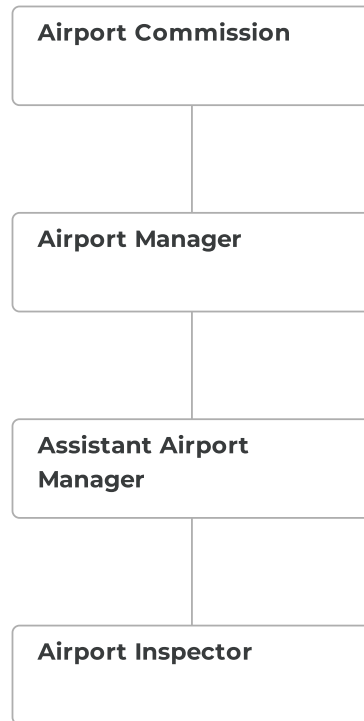 Airport Commission
Airport Manager
Assistant Airport
Manager
Airport Inspector